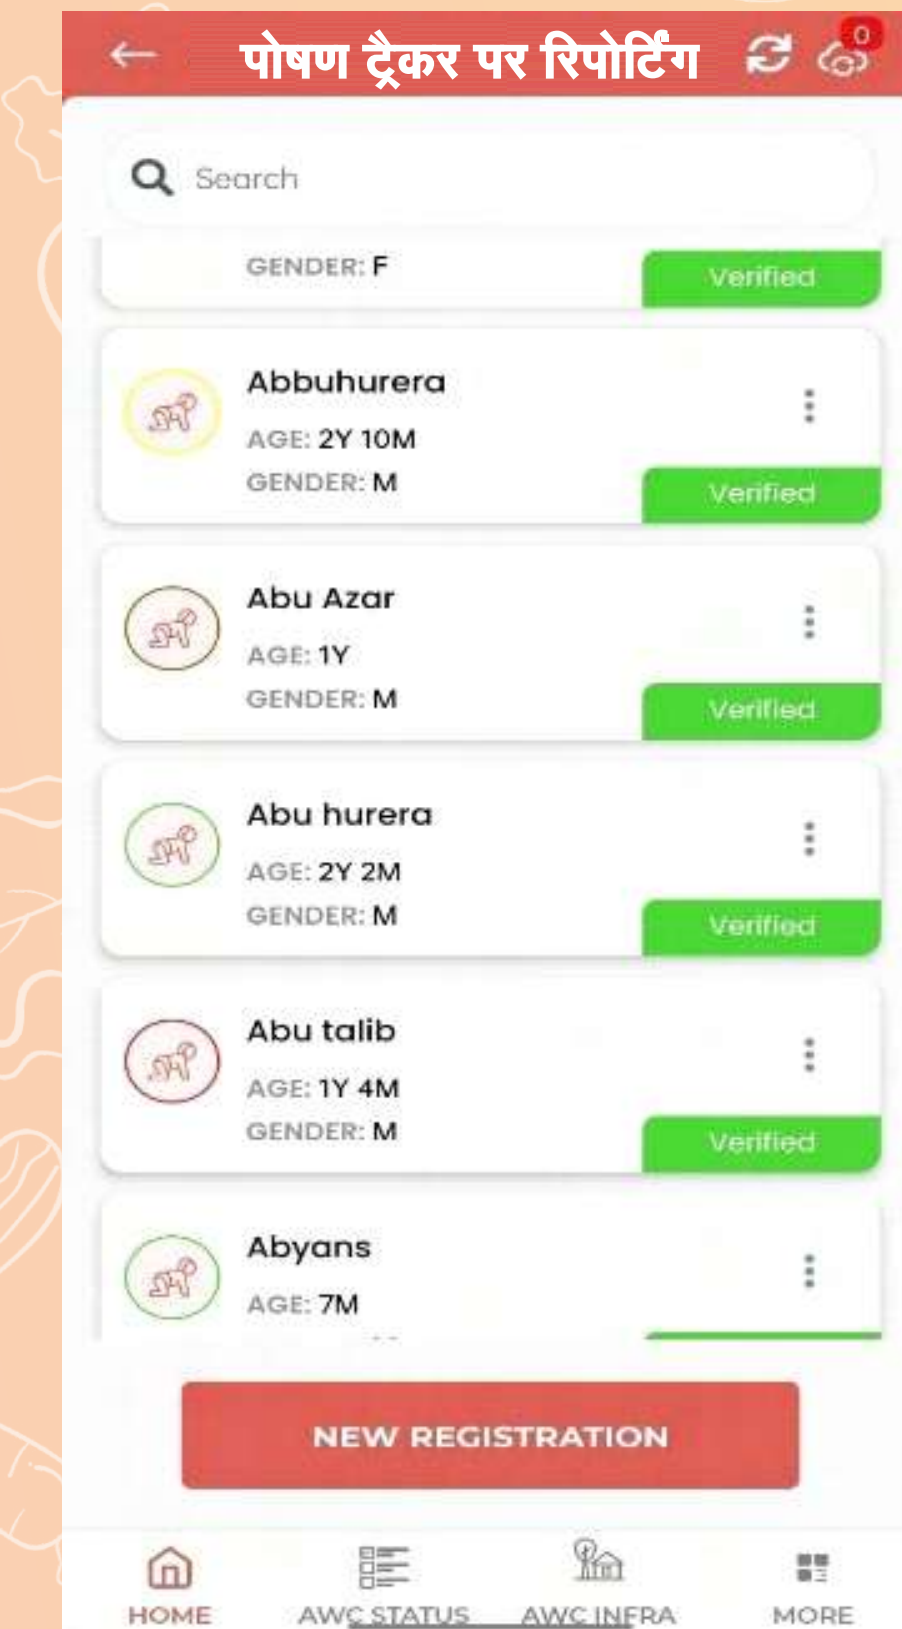 पोषण ट्रैकर पर रिपोर्टिंग
0
Search
GENDER: F
Verified
Abbuhurera
AGE: 2Y 10M
GENDER: M
Verified
Abu Azar
AGE: 1Y
GENDER: M
Verified
Abu hurera
AGE: 2Y 2M
GENDER: M
Verified
Abu talib
AGE: 1Y 4M
GENDER: M
Verified
Abyans
AGE: 7M
NEW REGISTRATION
HOME AWC STATUS AWC INFRA MORE